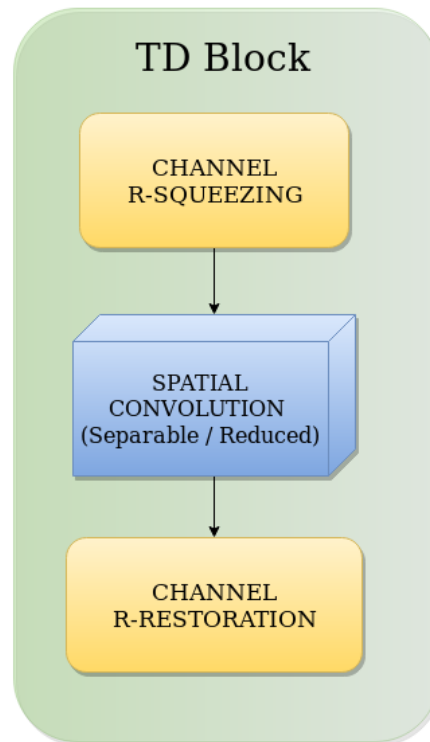 TD Block
CHANNEL
R-SQUEEZING
SPATIAL
CONVOLUTION
(Separable / Reduced)
CHANNEL
R-RESTORATION